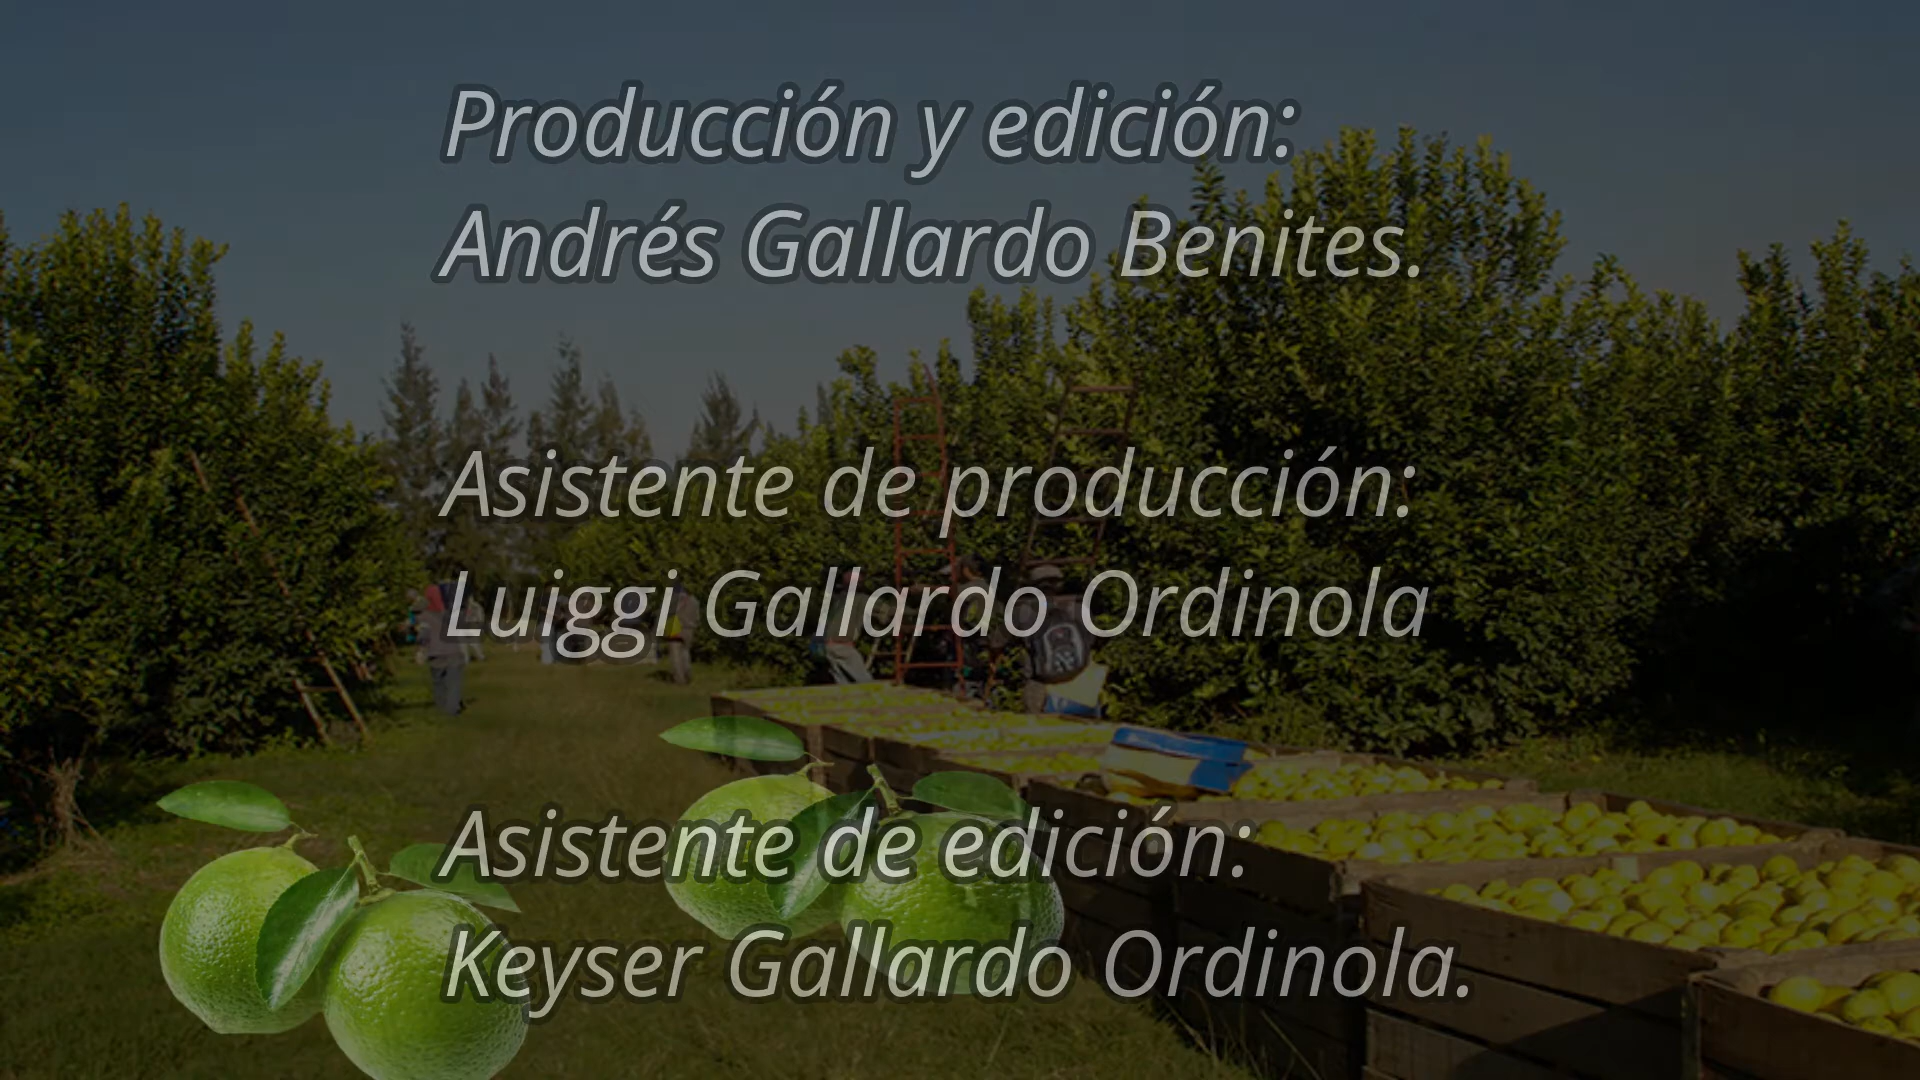 Producción y edición:
Andrés Gallardo Benites.
Asistente de producción:
Luiggi Gallardo Ordinola
Asistente de edición:
Keyser Gallardo Ordinola.